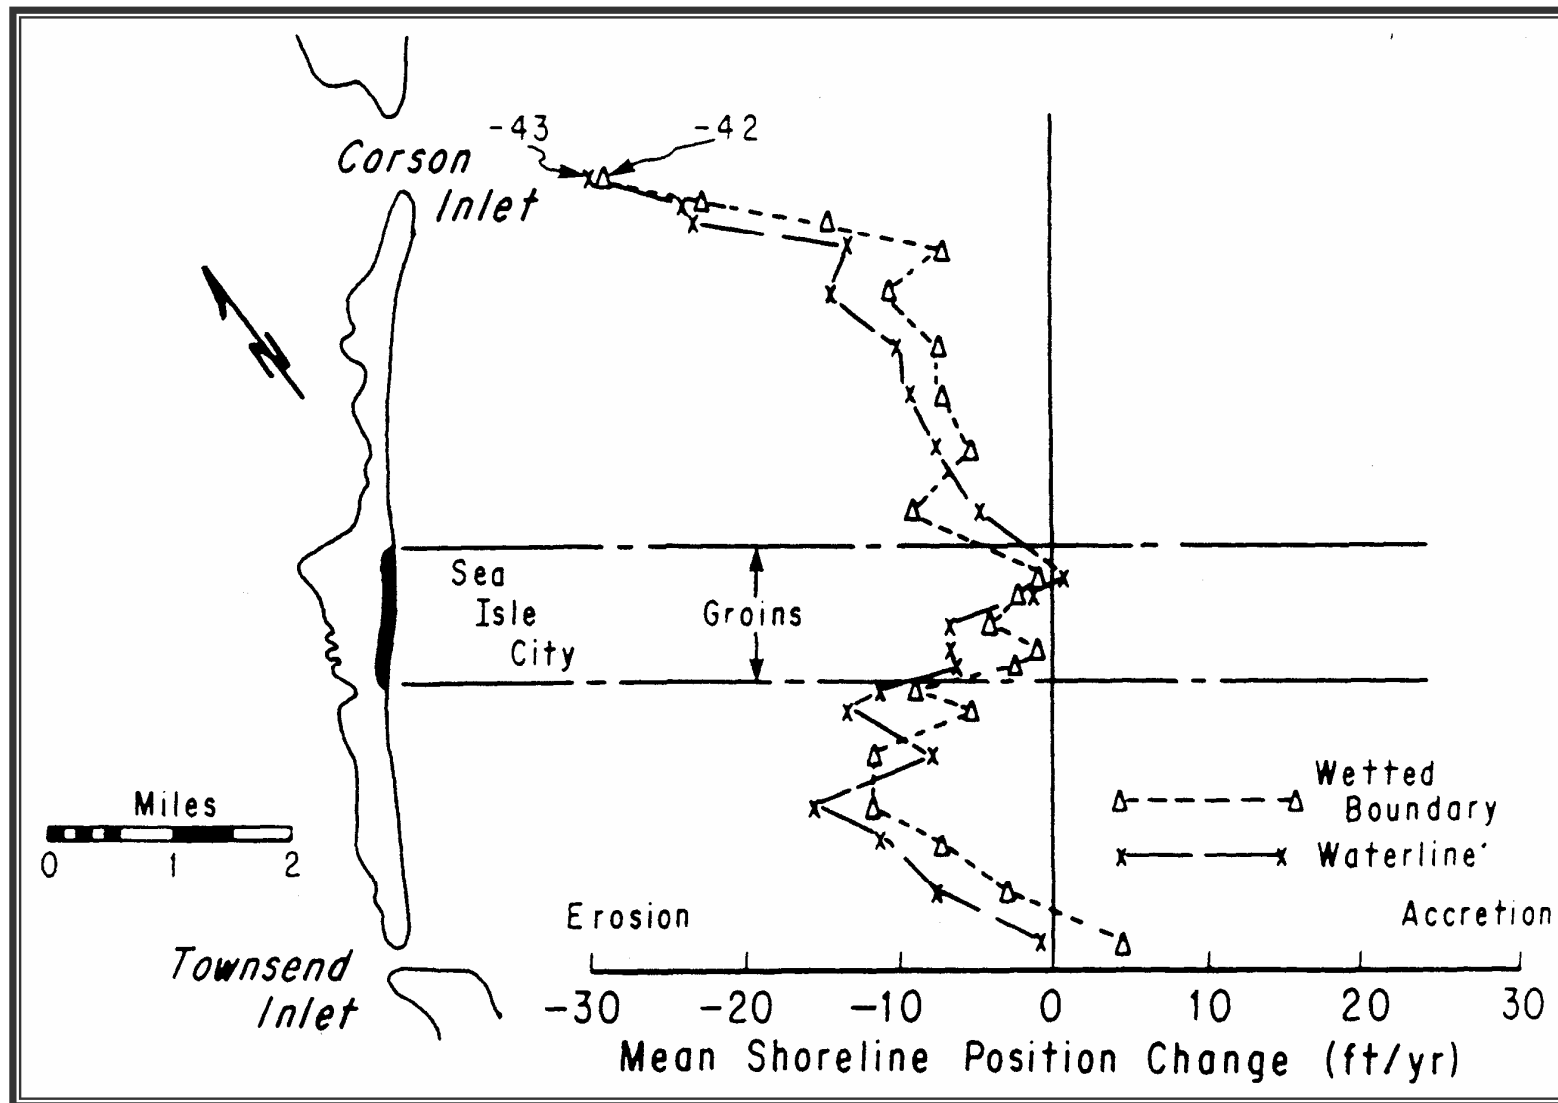 -43
-42
Corson
Inlet
Sea
Isle
City
Groins
Miles
0 1 2
Wetted
Boundary
Waterline
Erosion
Accretion
Townsend
Inlet
-30 -20 -10 0 10 20 30
Mean Shoreline Position Change (ft/yr)